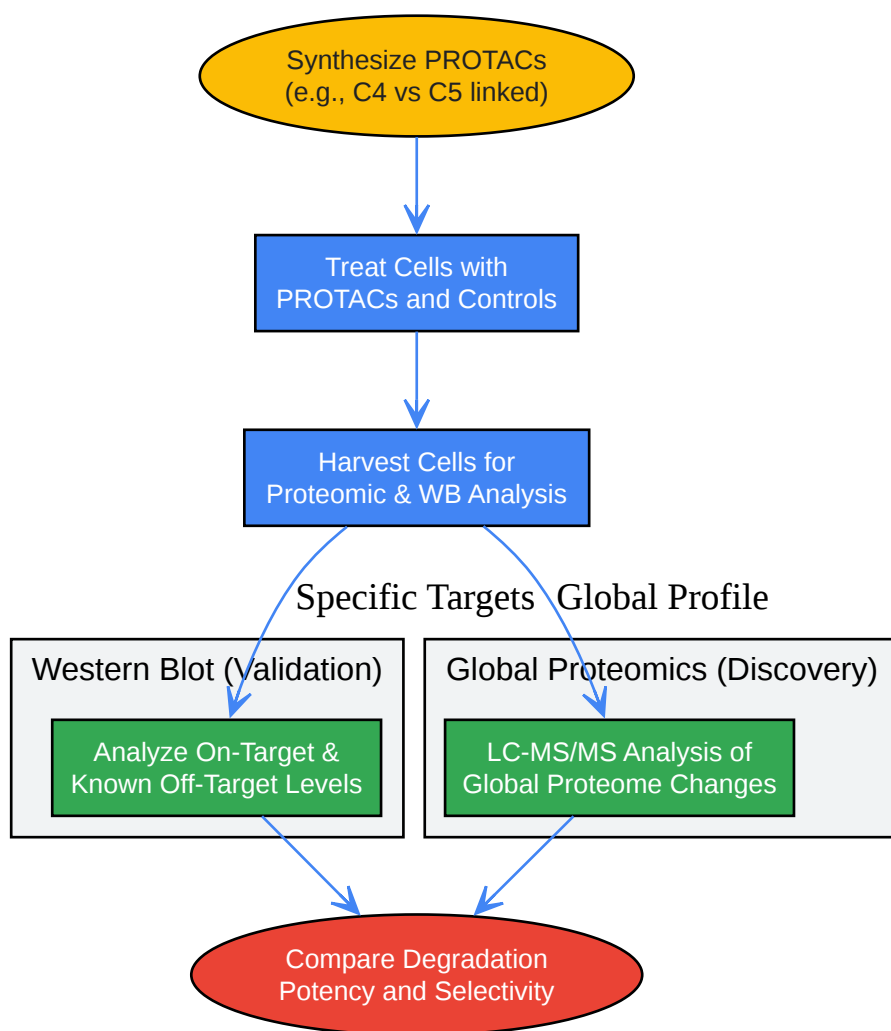 Synthesize PROTACs
(e.g., C4 vs C5 linked)
Treat Cells with
PROTACs and Controls
Harvest Cells for
Proteomic & WB Analysis
Specific Targets
Global Profile
Western Blot (Validation)
Analyze On-Target &
Known Off-Target Levels
Global Proteomics (Discovery)
LC-MS/MS Analysis of
Global Proteome Changes
Compare Degradation
Potency and Selectivity